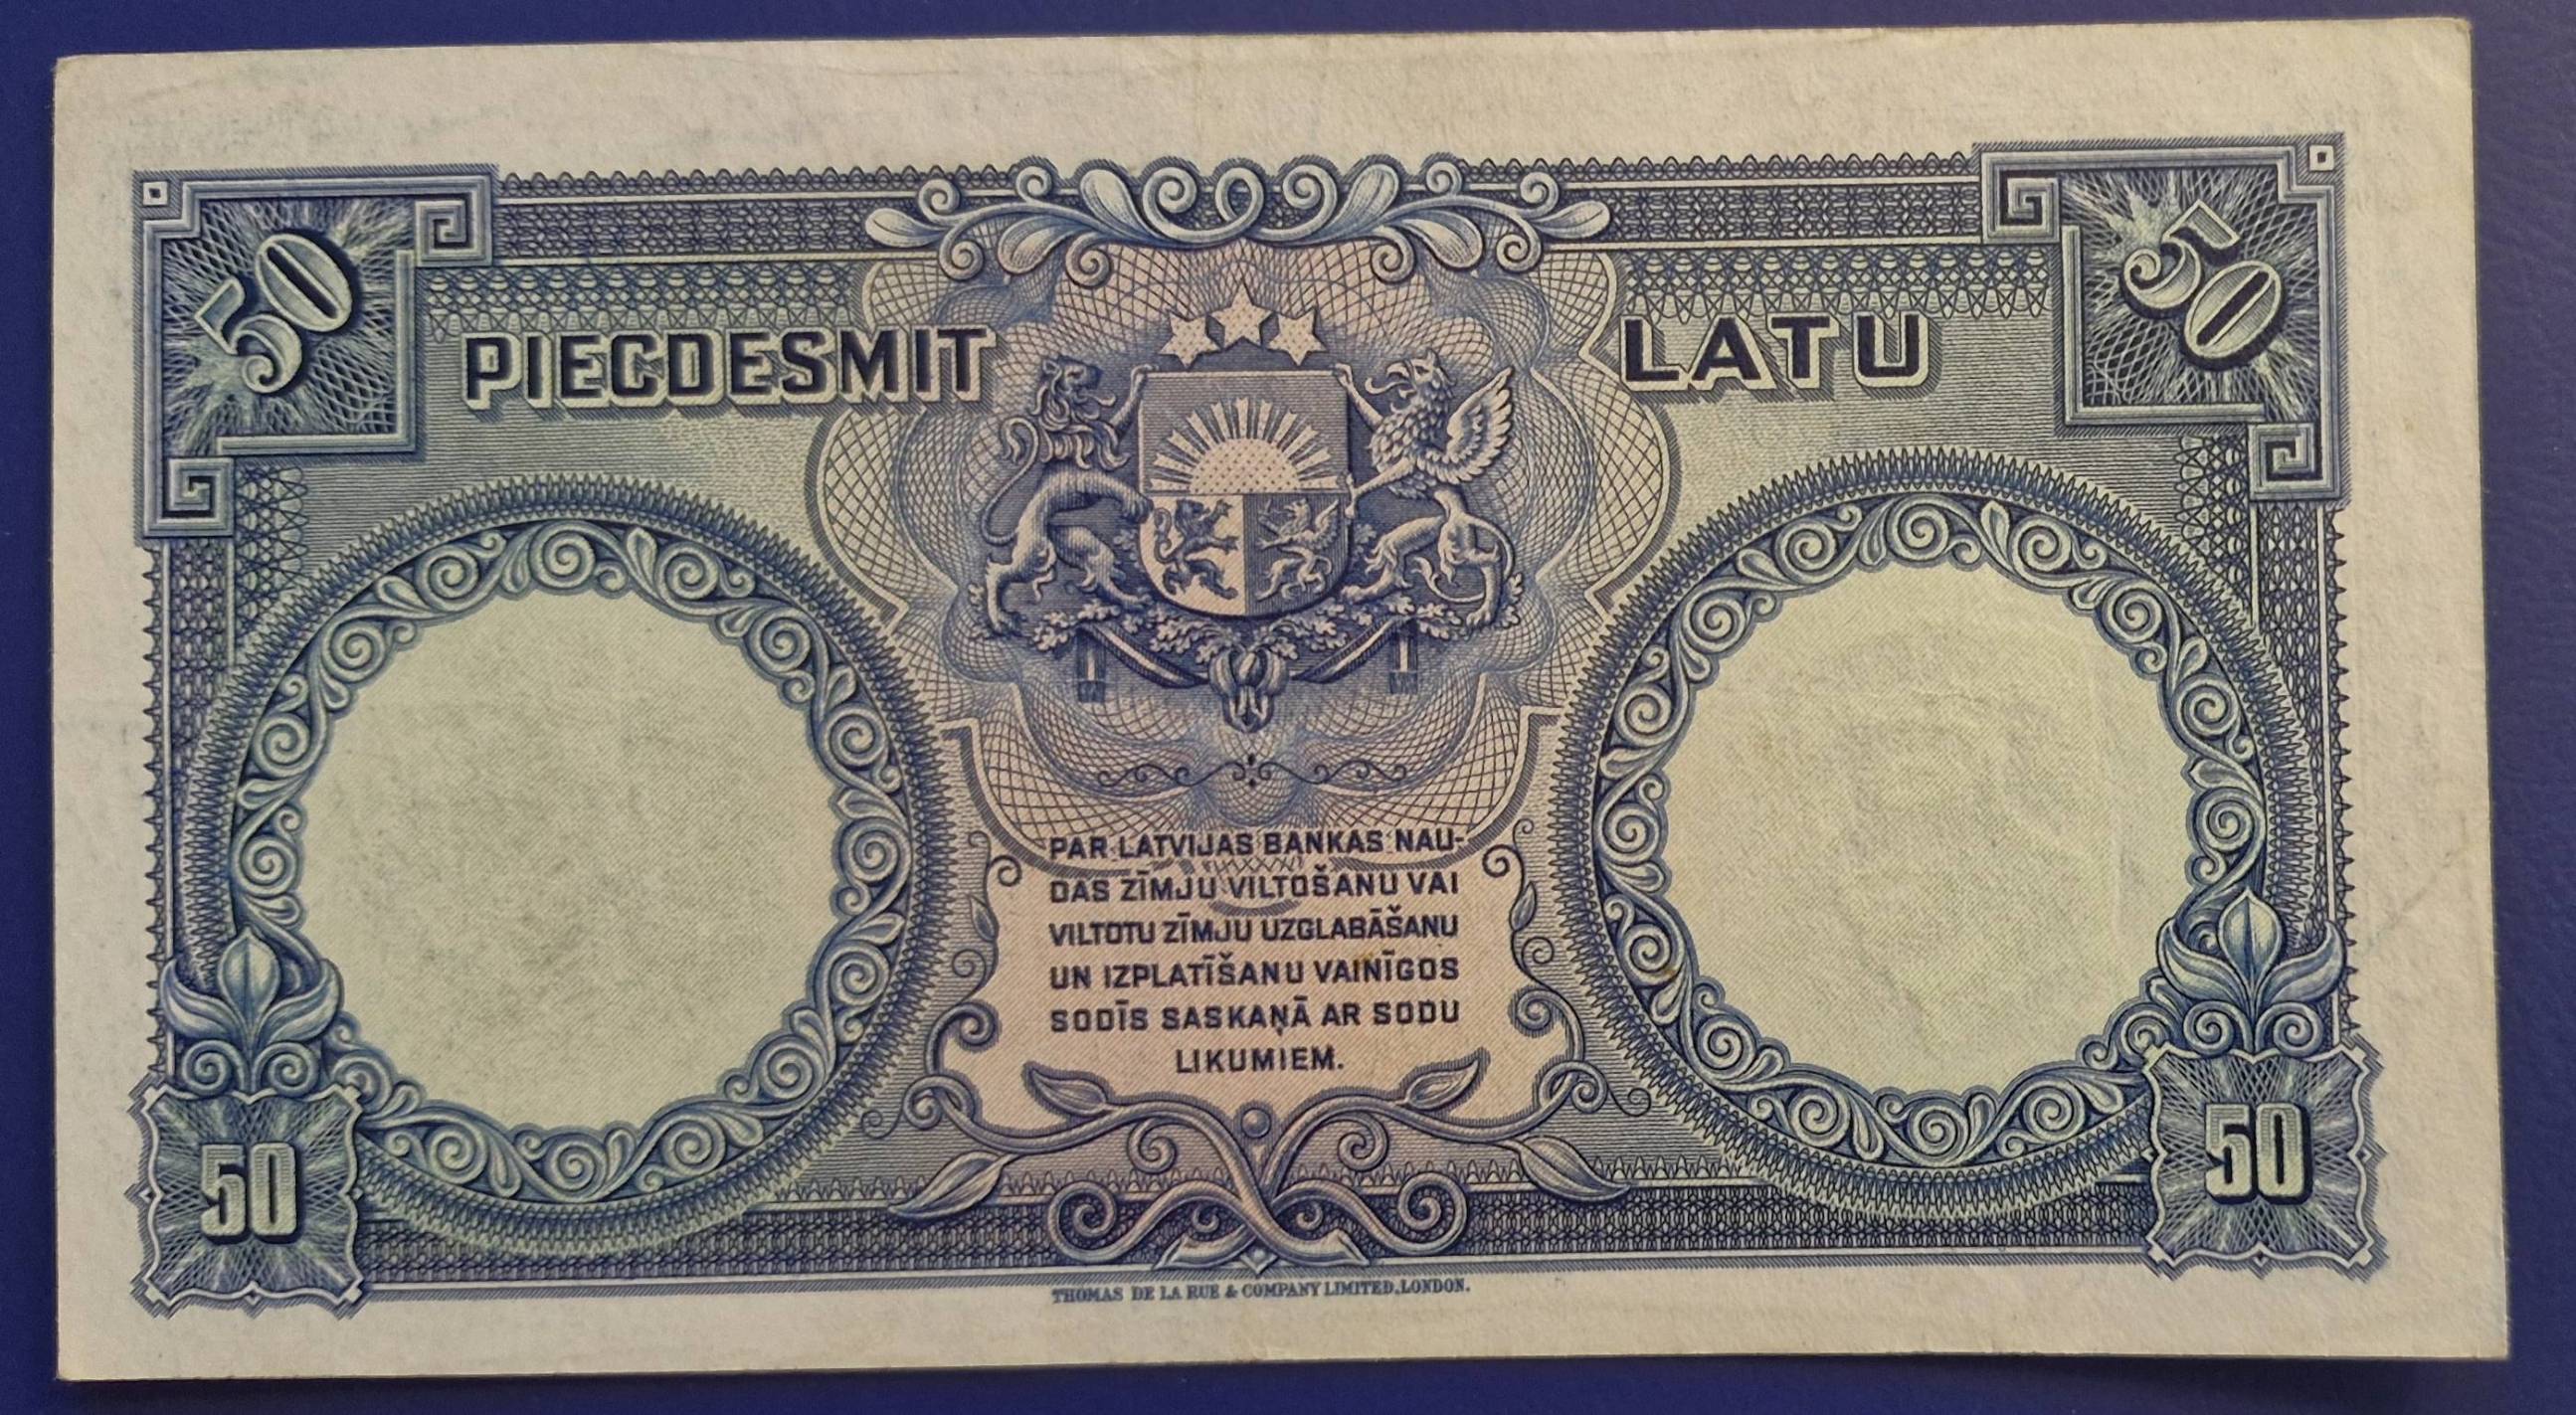 50
50
PIECDESMIT LATU
PAR LATVIJAS BANKAS NAU-
DAS ZĪMJU VILTOŠANU VAI
VILTOTU ZĪMJU UZGLABĀŠANU
UN IZPLATĪŠANU VAINĪGOS
SODĪS SASKAŅĀ AR SODU
LIKUMIEM.
50
50
THOMAS DE LA RUE & COMPANY LIMITED, LONDON.